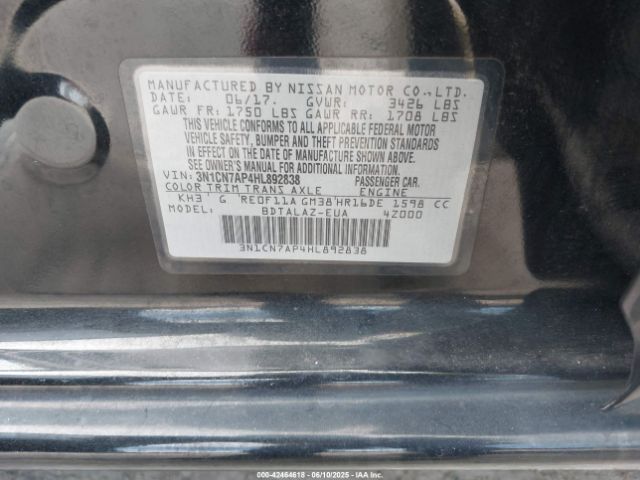 MANUFACTURED BY NISSAN MOTOR CO.,LTD.
DATE: 06/17. GVWR: 3426 LBS
GAWR FR: 1750 LBS GAWR RR: 1708 LBS
THIS VEHICLE CONFORMS TO ALL APPLICABLE FEDERAL MOTOR
VEHICLE SAFETY, BUMPER AND THEFT PREVENTION STANDARDS
IN EFFECT ON THE DATE OF MANUFACTURE SHOWN ABOVE.
SEE OWNER'S MANUAL FOR ADDITIONAL INFORMATION
VIN: 3N1CN7AP4HL892838 PASSENGER CAR.
COLOR TRIM TRANS AXLE ENGINE
KH3 G RE0F11A GM38 HR16DE 1598 CC
MODEL: BDTALAZ-EUA 4Z000
3N1CN7AP4HL892838
000-42464618 - 06/10/2025 - © IAA, Inc.